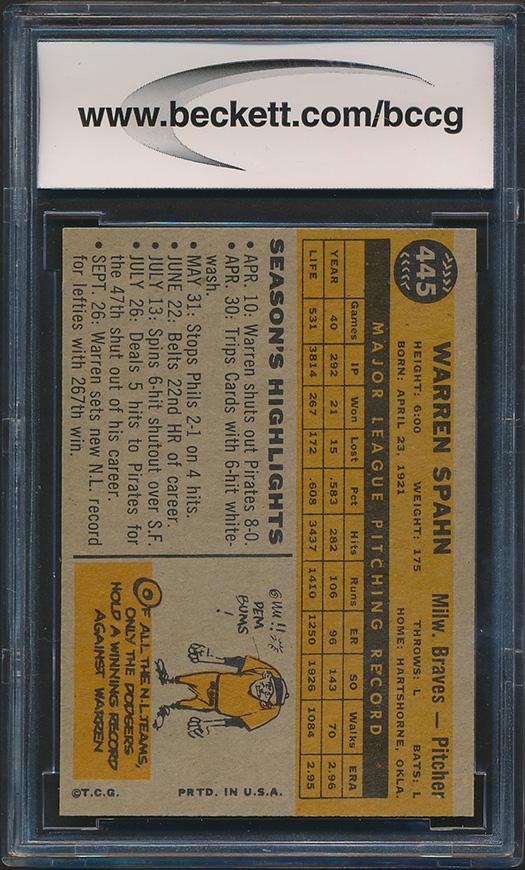 www.beckett.com/bccg
445
WARREN SPAHN Milw. Braves — Pitcher
HEIGHT: 6:00 WEIGHT: 175 THROWS: L BATS: L
BORN: APRIL 23, 1921 HOME: HARTSHORNE, OKLA.
MAJOR LEAGUE PITCHING RECORD
Games IP Won Lost Pct Hits Runs ER SO Walks ERA
YEAR 40 292 21 15 .583 282 106 96 143 70 2.96
LIFE 531 3814 267 172 .608 3437 1410 1250 1926 1084 2.95
SEASON'S HIGHLIGHTS
• APR. 10: Warren shuts out Pirates 8-0.
• APR. 30: Trips Cards with 6-hit white-
wash.
• MAY 31: Stops Phils 2-1 on 4 hits.
• JUNE 22: Belts 22nd HR of career.
• JULY 13: Spins 6-hit shutout over S.F.
• JULY 26: Deals 5 hits to Pirates for
the 47th shut out of his career.
• SEPT. 26: Warren sets new N.L. record
for lefties with 267th win.
DEM
BUMS
!
OF ALL THE N.L. TEAMS,
ONLY THE DODGERS
HOLD A WINNING RECORD
AGAINST WARREN
©T.C.G. PRTD. IN U.S.A.